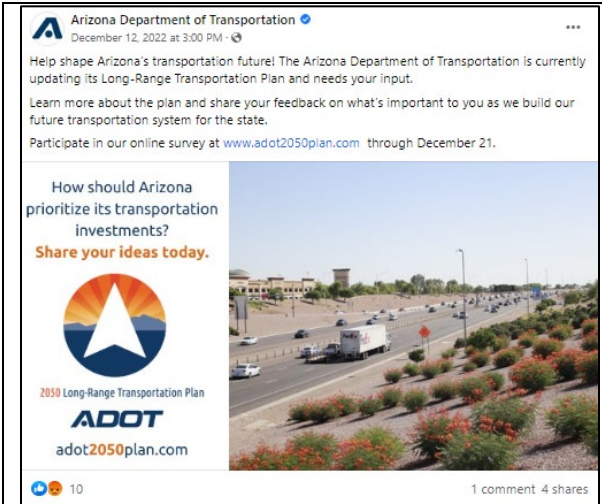 Arizona Department of Transportation
December 12, 2022 at 3:00 PM ·
Help shape Arizona's transportation future! The Arizona Department of Transportation is currently
updating its Long-Range Transportation Plan and needs your input.
Learn more about the plan and share your feedback on what's important to you as we build our
future transportation system for the state.
Participate in our online survey at www.adot2050plan.com through December 21.
How should Arizona
prioritize its transportation
investments?
Share your ideas today.
2050 Long-Range Transportation Plan
ADOT
adot2050plan.com
FedEx
10
1 comment 4 shares